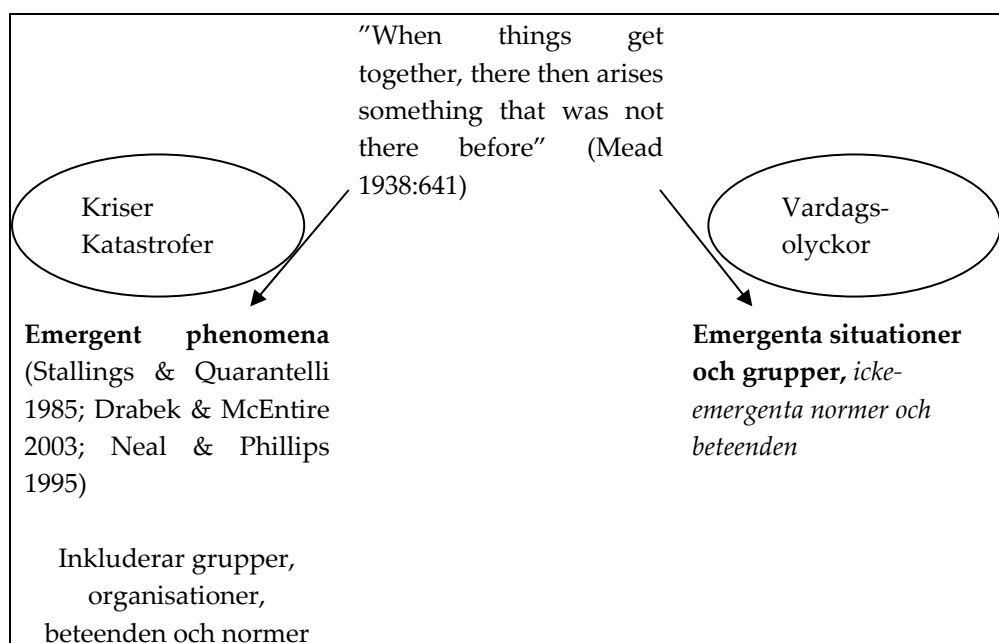 ”When things get
together, there then arises
something that was not
there before” (Mead
1938:641)
Kriser
Katastrofer
Vardags-
olyckor
Emergent phenomena
(Stallings & Quarantelli
1985; Drabek & McEntire
2003; Neal & Phillips
1995)
Inkluderar grupper,
organisationer,
beteenden och normer
Emergenta situationer
och grupper, icke-
emergenta normer och
beteenden